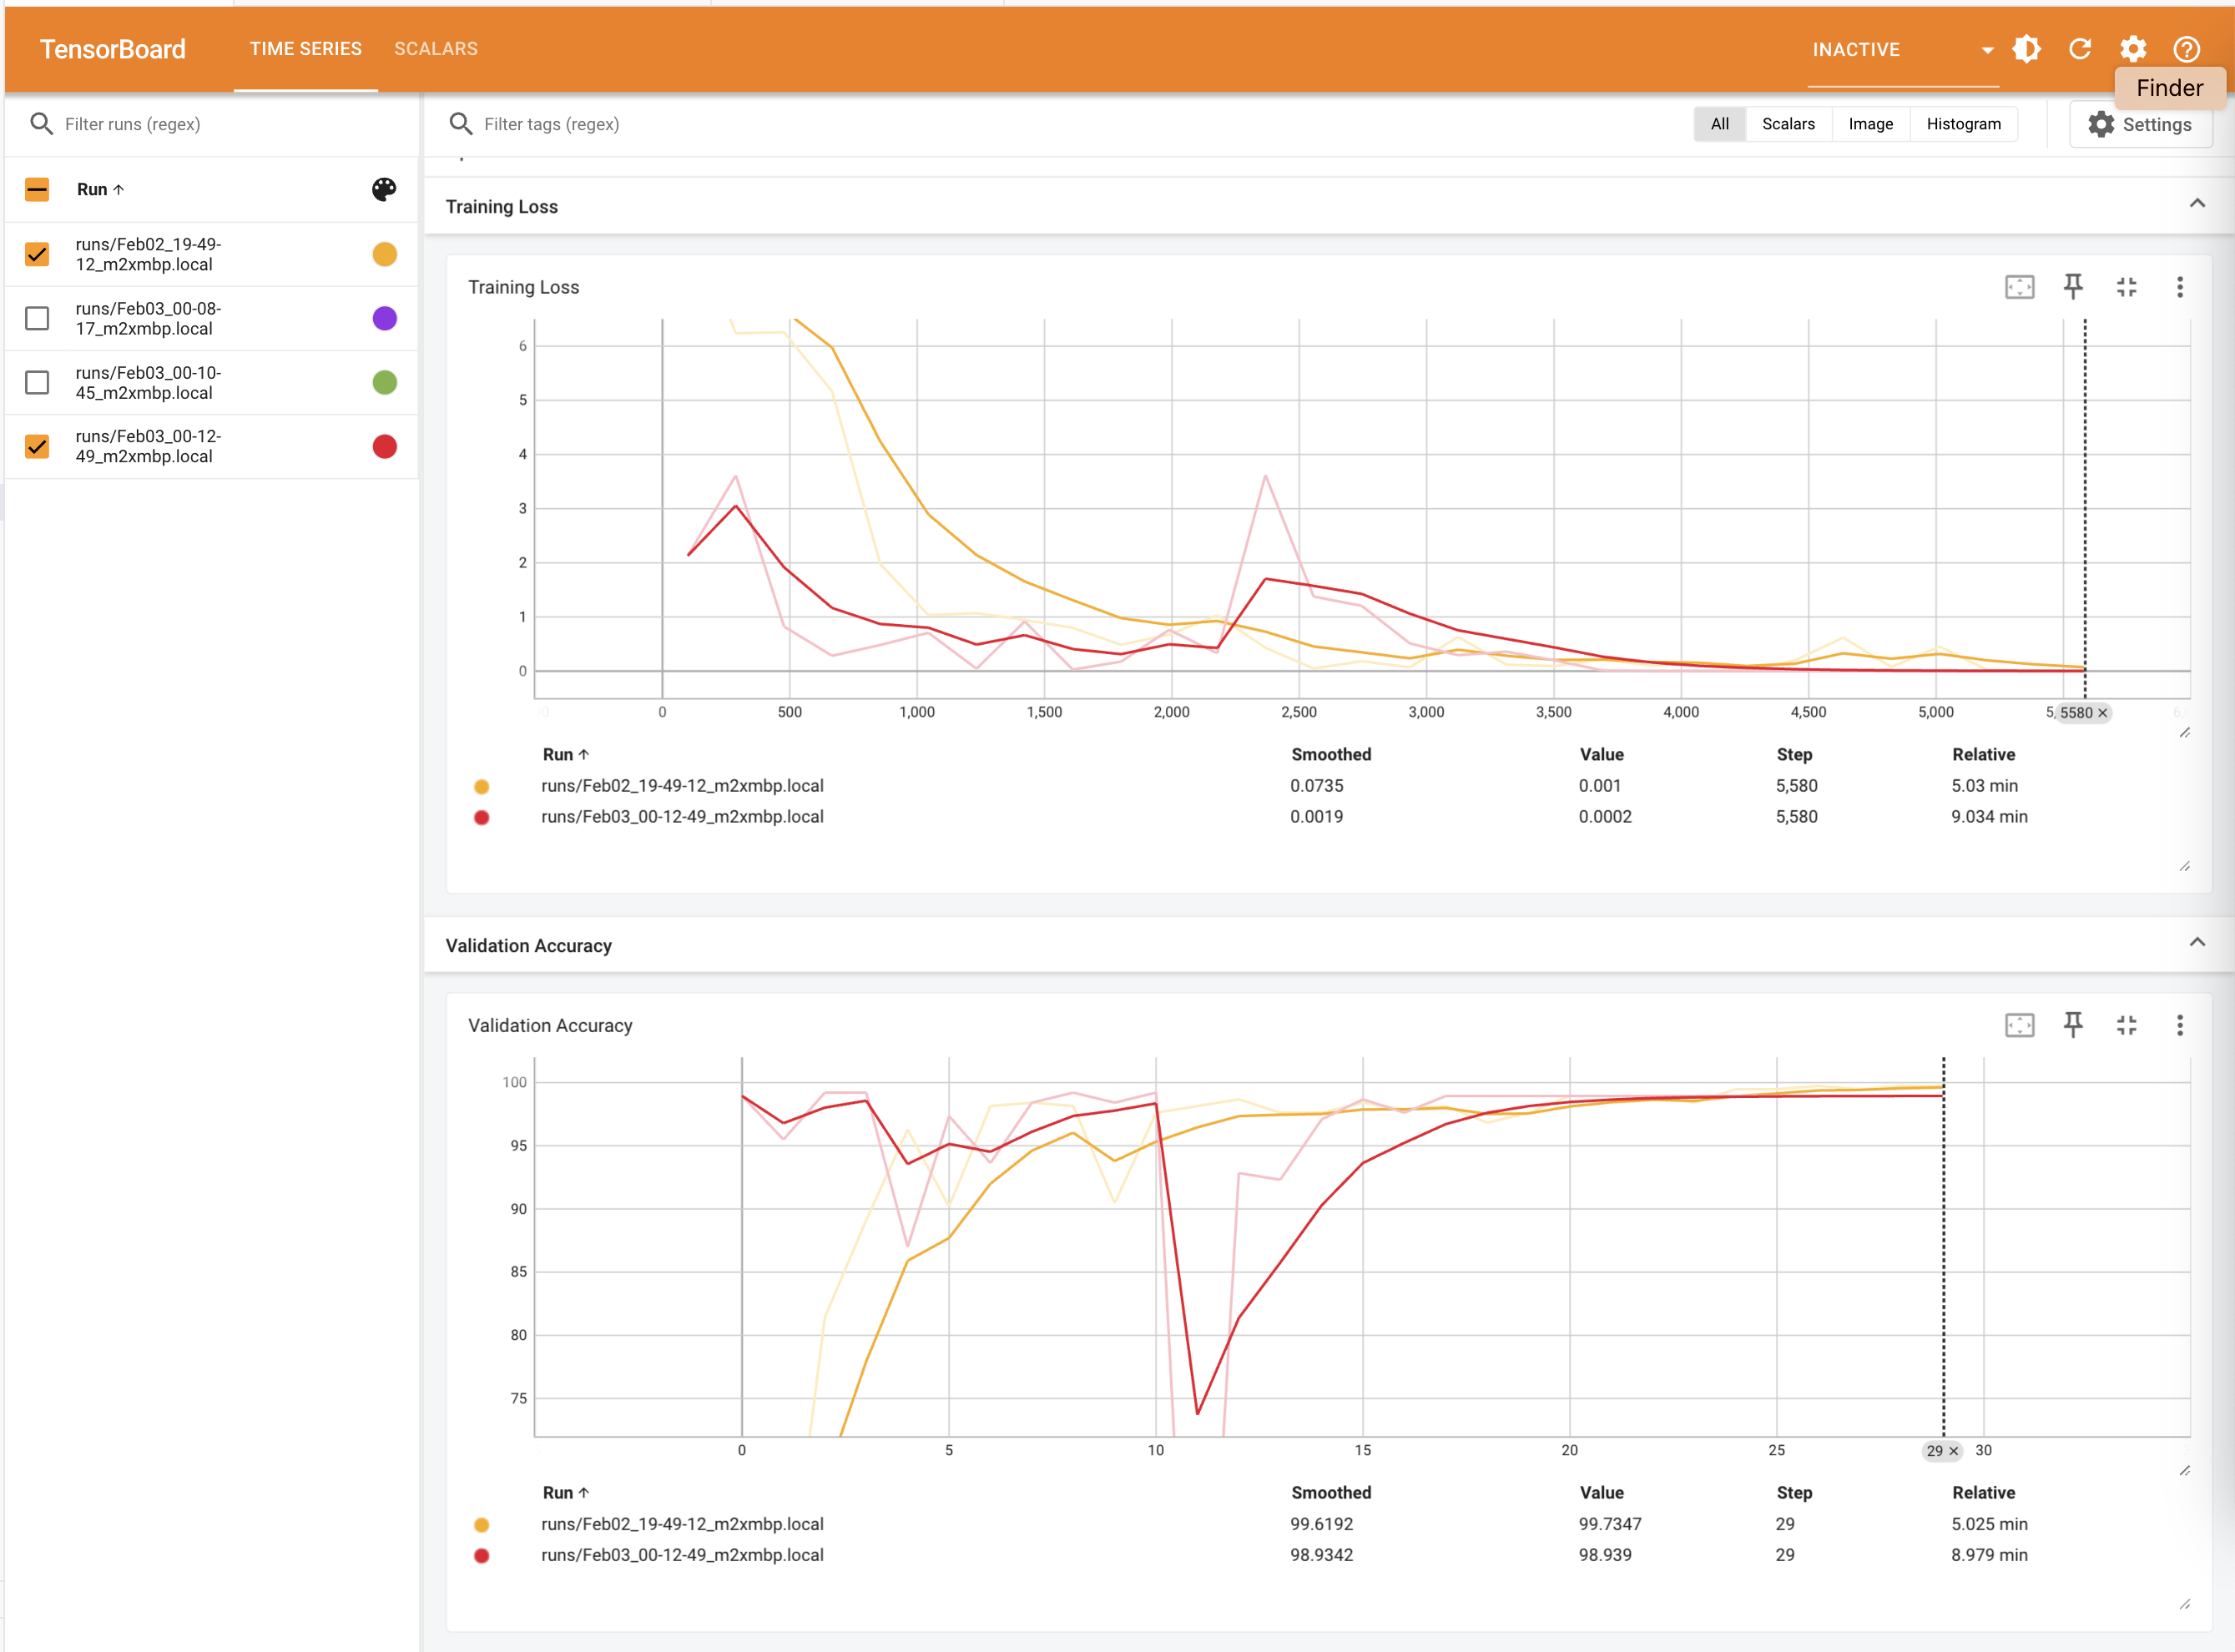 TensorBoard TIME SERIES SCALARS INACTIVE
Finder
Filter runs (regex)
Filter tags (regex) All Scalars Image Histogram Settings
Run ↑
runs/Feb02_19-49-
12_m2xmbp.local
runs/Feb03_00-08-
17_m2xmbp.local
runs/Feb03_00-10-
45_m2xmbp.local
runs/Feb03_00-12-
49_m2xmbp.local
Training Loss
Training Loss
6
5
4
3
2
1
0
0 500 1,000 1,500 2,000 2,500 3,000 3,500 4,000 4,500 5,000 5580 ×
Run ↑ Smoothed Value Step Relative
runs/Feb02_19-49-12_m2xmbp.local 0.0735 0.001 5,580 5.03 min
runs/Feb03_00-12-49_m2xmbp.local 0.0019 0.0002 5,580 9.034 min
Validation Accuracy
Validation Accuracy
100
95
90
85
80
75
0 5 10 15 20 25 29 × 30
Run ↑ Smoothed Value Step Relative
runs/Feb02_19-49-12_m2xmbp.local 99.6192 99.7347 29 5.025 min
runs/Feb03_00-12-49_m2xmbp.local 98.9342 98.939 29 8.979 min